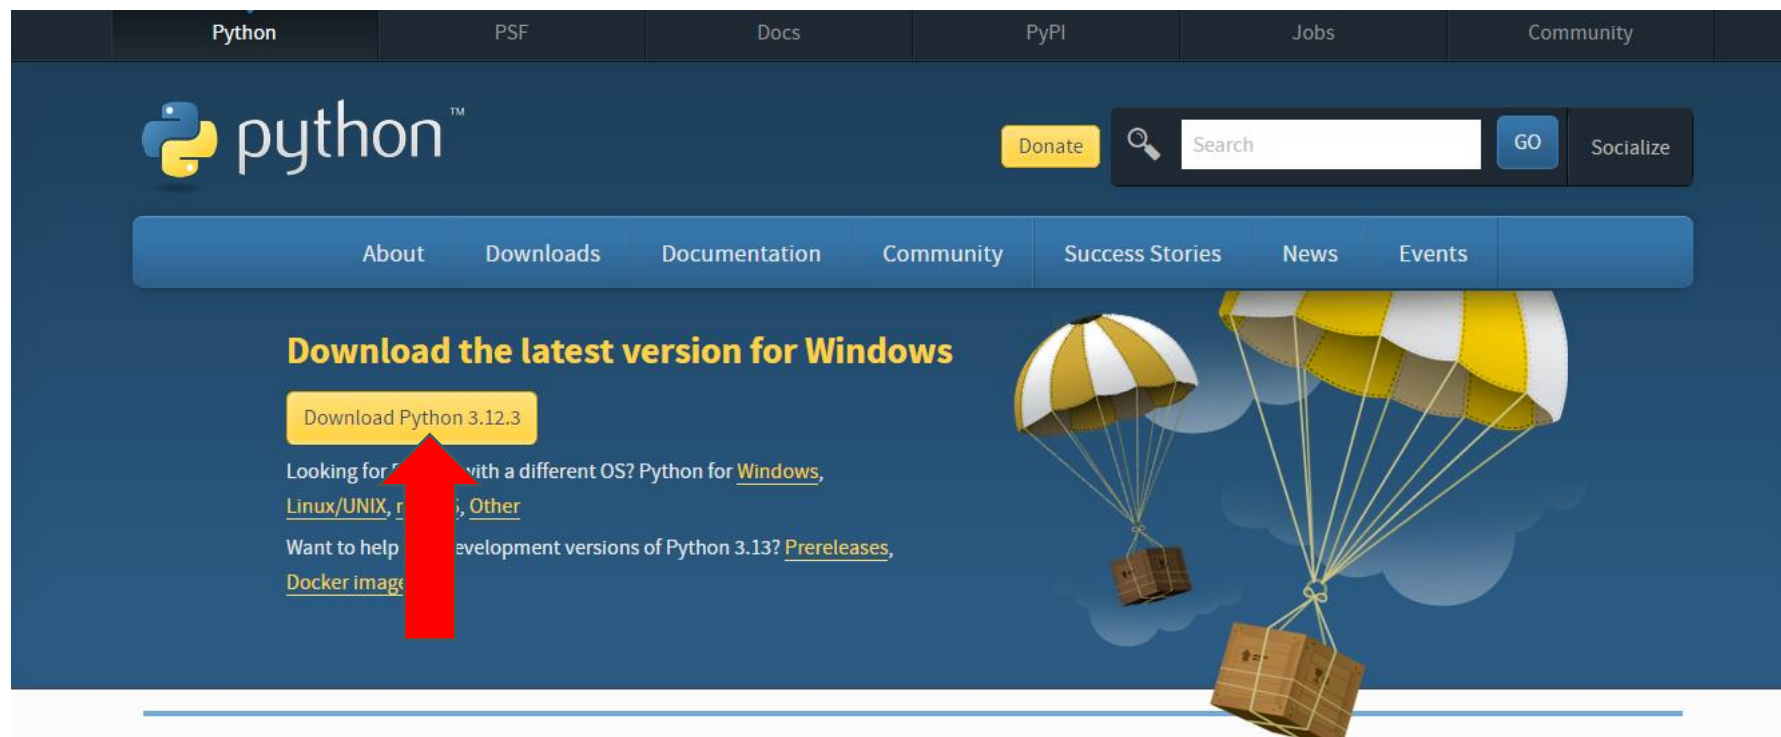 Python PSF Docs PyPI Jobs Community
python™
Donate Search GO Socialize
About Downloads Documentation Community Success Stories News Events
Download the latest version for Windows
Download Python 3.12.3
Looking for with a different OS? Python for Windows,
Linux/UNIX, , Other
Want to help development versions of Python 3.13? Prereleases,
Docker